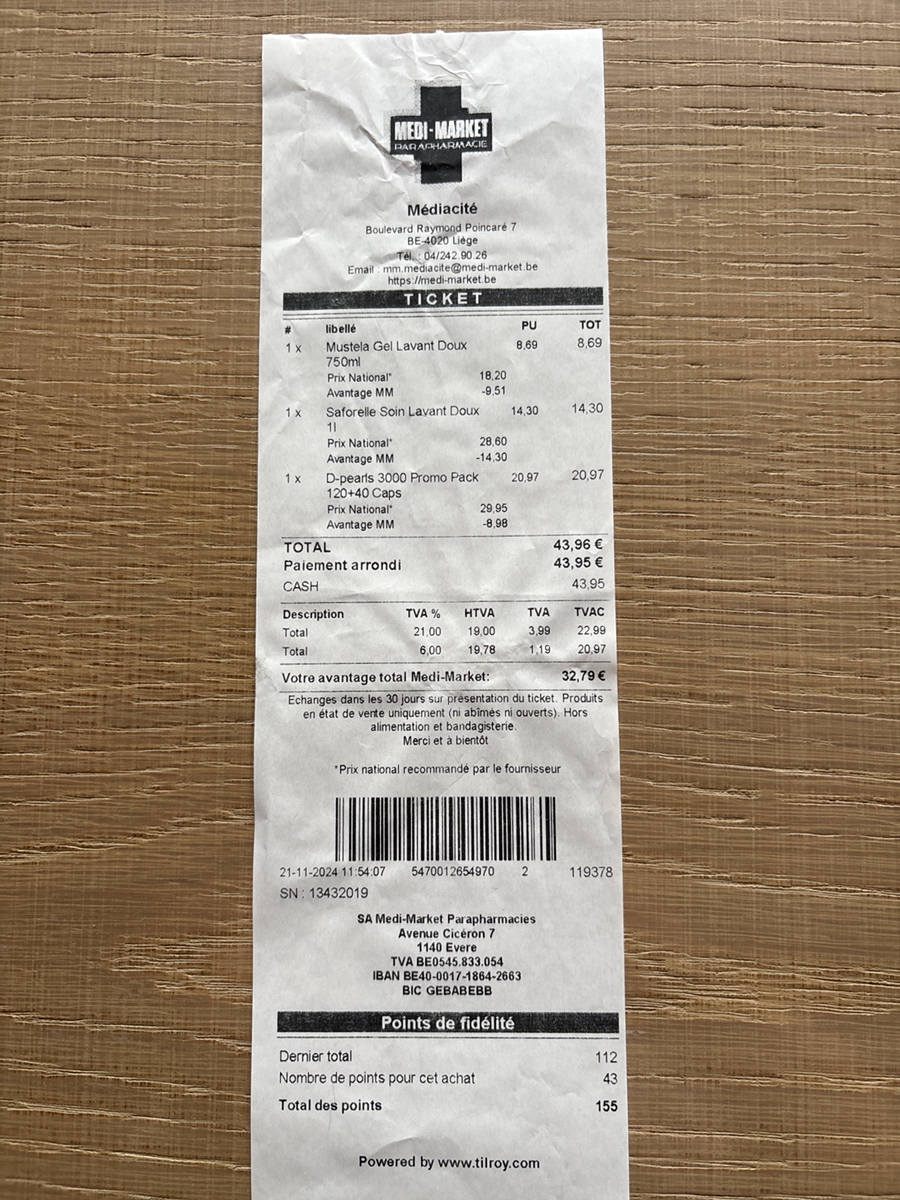 MEDI-MARKET
PARAPHARMACIE
Médiacité
Boulevard Raymond Poincaré 7
BE-4020 Liège
Tél. : 04/242.90.26
Email : mm.mediacite@medi-market.be
https://medi-market.be
TICKET
# libellé PU TOT
1 x Mustela Gel Lavant Doux 8,69 8,69
750ml
Prix National* 18,20
Avantage MM -9,51
1 x Saforelle Soin Lavant Doux 14,30 14,30
1l
Prix National* 28,60
Avantage MM -14,30
1 x D-pearls 3000 Promo Pack 20,97 20,97
120+40 Caps
Prix National* 29,95
Avantage MM -8,98
TOTAL 43,96 €
Paiement arrondi 43,95 €
CASH 43,95
Description TVA % HTVA TVA TVAC
Total 21,00 19,00 3,99 22,99
Total 6,00 19,78 1,19 20,97
Votre avantage total Medi-Market: 32,79 €
Echanges dans les 30 jours sur présentation du ticket. Produits
en état de vente uniquement (ni abîmés ni ouverts). Hors
alimentation et bandagisterie.
Merci et à bientôt
*Prix national recommandé par le fournisseur
21-11-2024 11:54:07 5470012654970 2 119378
SN : 13432019
SA Medi-Market Parapharmacies
Avenue Cicéron 7
1140 Evere
TVA BE0545.833.054
IBAN BE40-0017-1864-2663
BIC GEBABEBB
Points de fidélité
Dernier total 112
Nombre de points pour cet achat 43
Total des points 155
Powered by www.tilroy.com